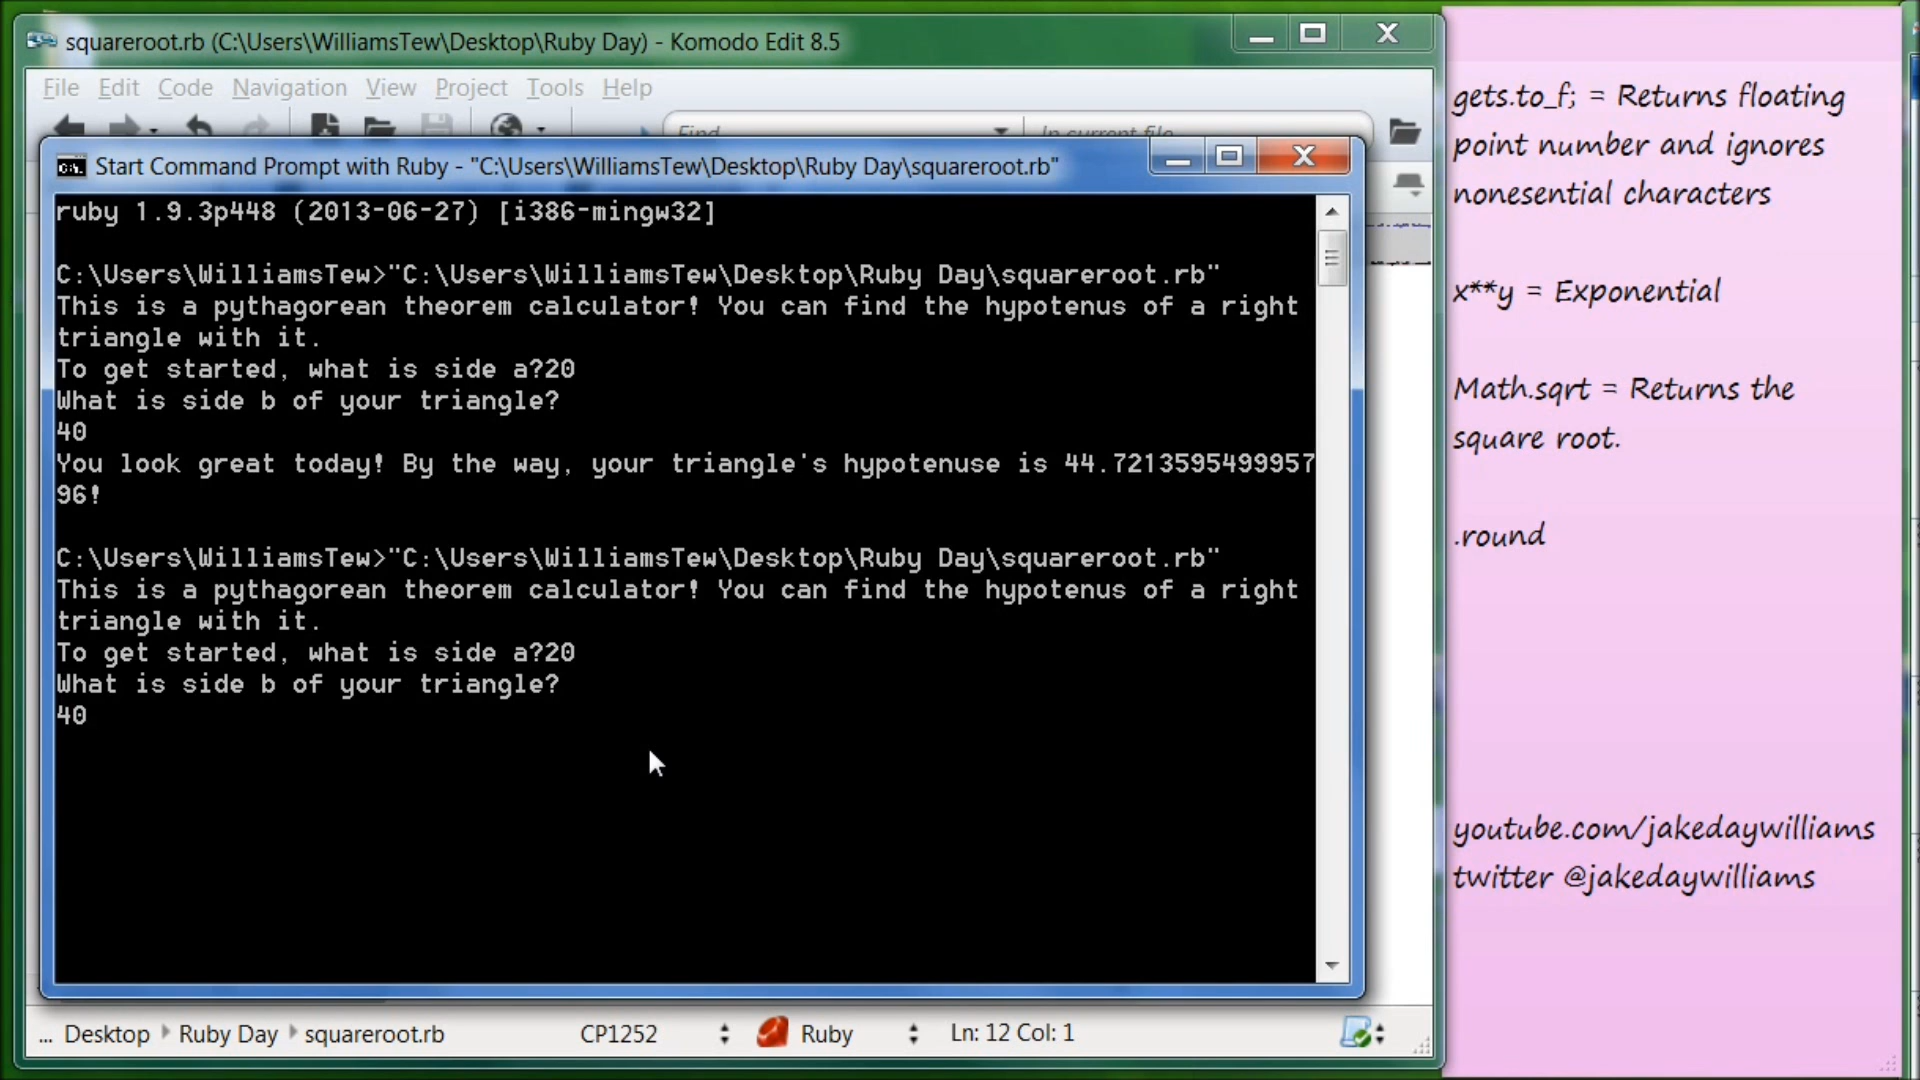 squareroot.rb (C:\Users\WilliamsTew\Desktop\Ruby Day) - Komodo Edit 8.5
File Edit Code Navigation View Project Tools Help
Find
In current file
Start Command Prompt with Ruby - "C:\Users\WilliamsTew\Desktop\Ruby Day\squareroot.rb"
ruby 1.9.3p448 (2013-06-27) [i386-mingw32]
C:\Users\WilliamsTew>"C:\Users\WilliamsTew\Desktop\Ruby Day\squareroot.rb"
This is a pythagorean theorem calculator! You can find the hypotenus of a right
triangle with it.
To get started, what is side a?20
What is side b of your triangle?
40
You look great today! By the way, your triangle's hypotenuse is 44.7213595499957
96!
C:\Users\WilliamsTew>"C:\Users\WilliamsTew\Desktop\Ruby Day\squareroot.rb"
This is a pythagorean theorem calculator! You can find the hypotenus of a right
triangle with it.
To get started, what is side a?20
What is side b of your triangle?
40
... Desktop Ruby Day squareroot.rb CP1252 Ruby Ln: 12 Col: 1
gets.to_f; = Returns floating
point number and ignores
nonesential characters
x**y = Exponential
Math.sqrt = Returns the
square root.
.round
youtube.com/jakedaywilliams
twitter @jakedaywilliams